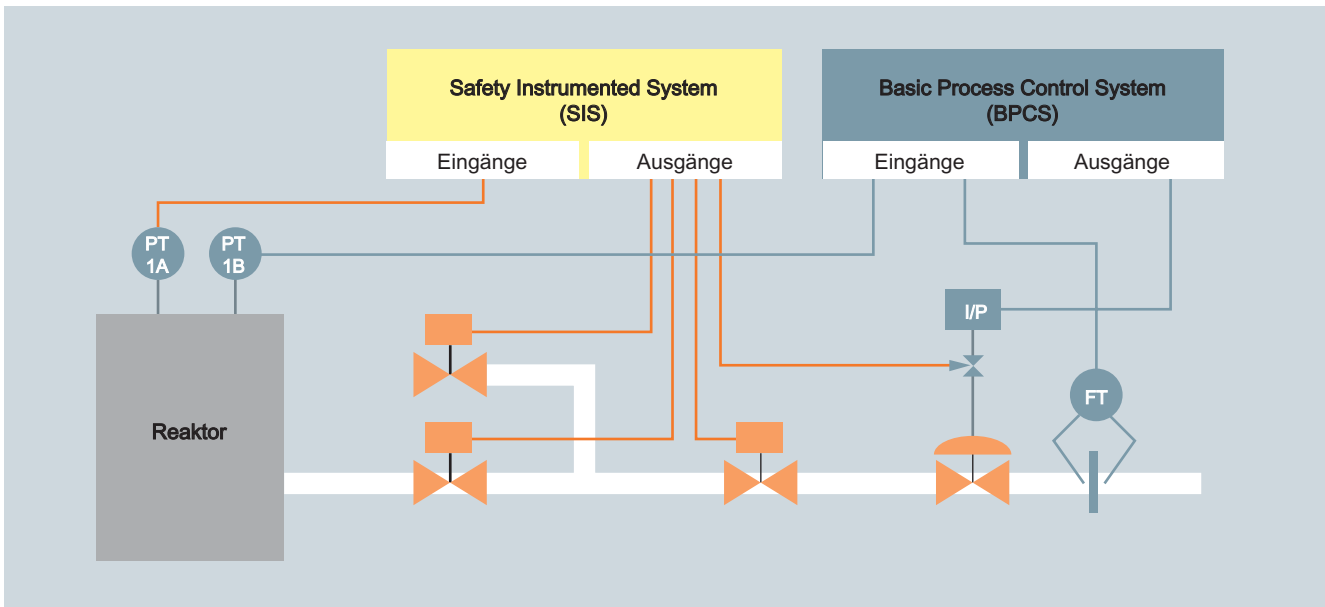 Safety Instrumented System
(SIS)
Basic Process Control System
(BPCS)
Eingänge
Ausgänge
Eingänge
Ausgänge
PT
1A
PT
1B
I/P
FT
Reaktor